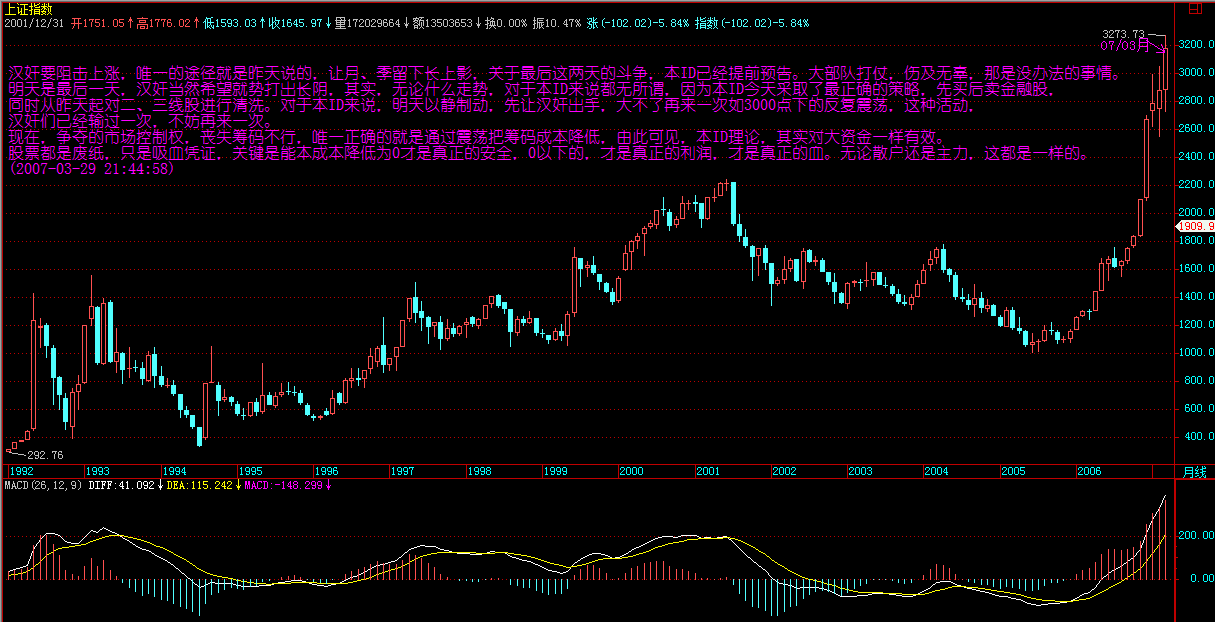 上证指数
2001/12/31 开1751.05↑高1776.02↑低1593.03↑收1645.97↓量172029664↓额13503653↓换0.00% 振10.47% 涨(-102.02)-5.84% 指数(-102.02)-5.84%
3273.73
07/03月
汉奸要阻击上涨，唯一的途径就是昨天说的，让月、季留下长上影，关于最后这两天的斗争，本ID已经提前预告。大部队打仗，伤及无辜，那是没办法的事情。
明天是最后一天，汉奸当然希望就势打出长阴，其实，无论什么走势，对于本ID来说都无所谓，因为本ID今天采取了最正确的策略，先买后卖金融股，
同时从昨天起对二、三线股进行清洗。对于本ID来说，明天以静制动，先让汉奸出手，大不了再来一次如3000点下的反复震荡，这种活动，
汉奸们已经输过一次，不妨再来一次。
现在，争夺的市场控制权，丧失筹码不行，唯一正确的就是通过震荡把筹码成本降低，由此可见，本ID理论，其实对大资金一样有效。
股票都是废纸，只是吸血凭证，关键是能本成本降低为0才是真正的安全，0以下的，才是真正的利润，才是真正的血。无论散户还是主力，这都是一样的。
(2007-03-29 21:44:58)
3200.0
3000.0
2800.0
2600.0
2400.0
2200.0
2000.0
1909.9
1800.0
1600.0
1400.0
1200.0
1000.0
800.0
600.0
400.0
292.76
1992 1993 1994 1995 1996 1997 1998 1999 2000 2001 2002 2003 2004 2005 2006 月线
MACD(26,12,9) DIFF:41.092↓DEA:115.242↓MACD:-148.299↓
200.00
0.00